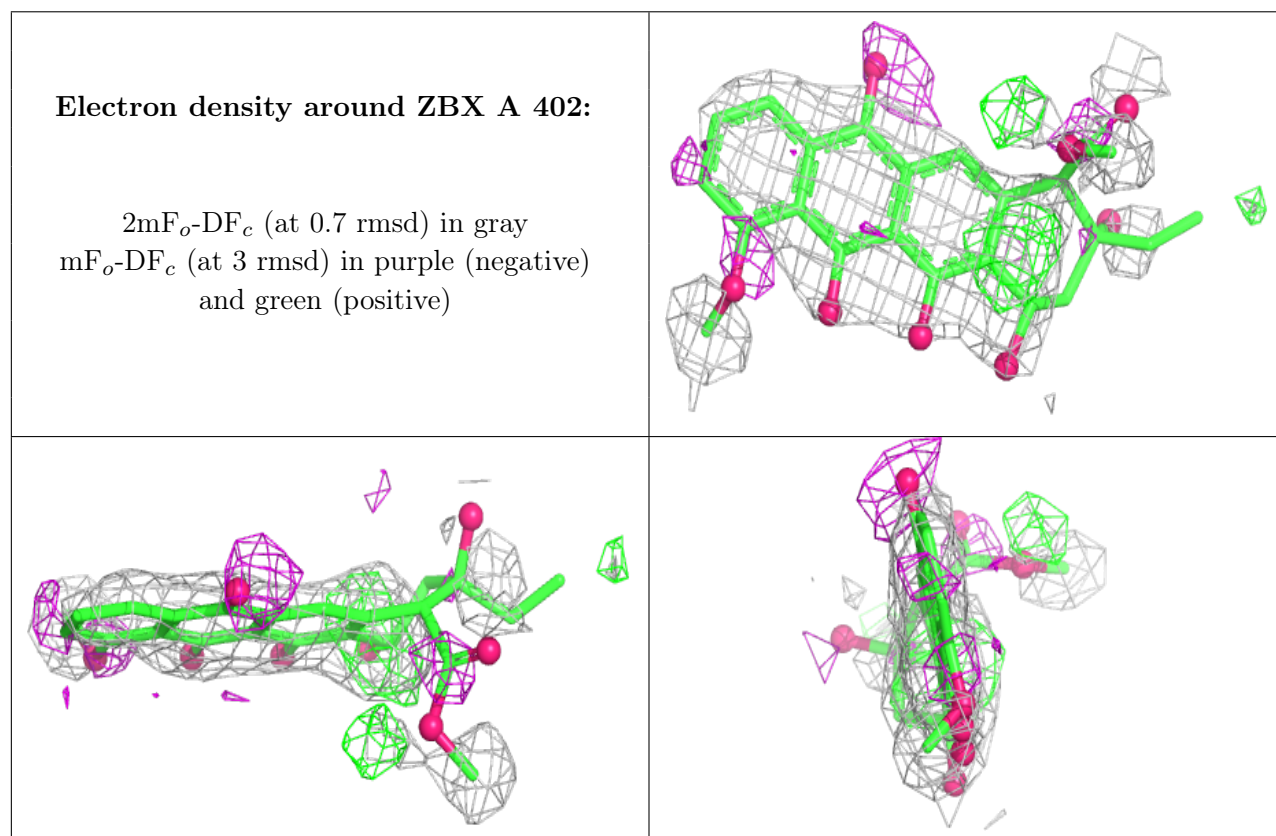 Electron density around ZBX A 402:
2mFo-DFc (at 0.7 rmsd) in gray
mFo-DFc (at 3 rmsd) in purple (negative)
and green (positive)